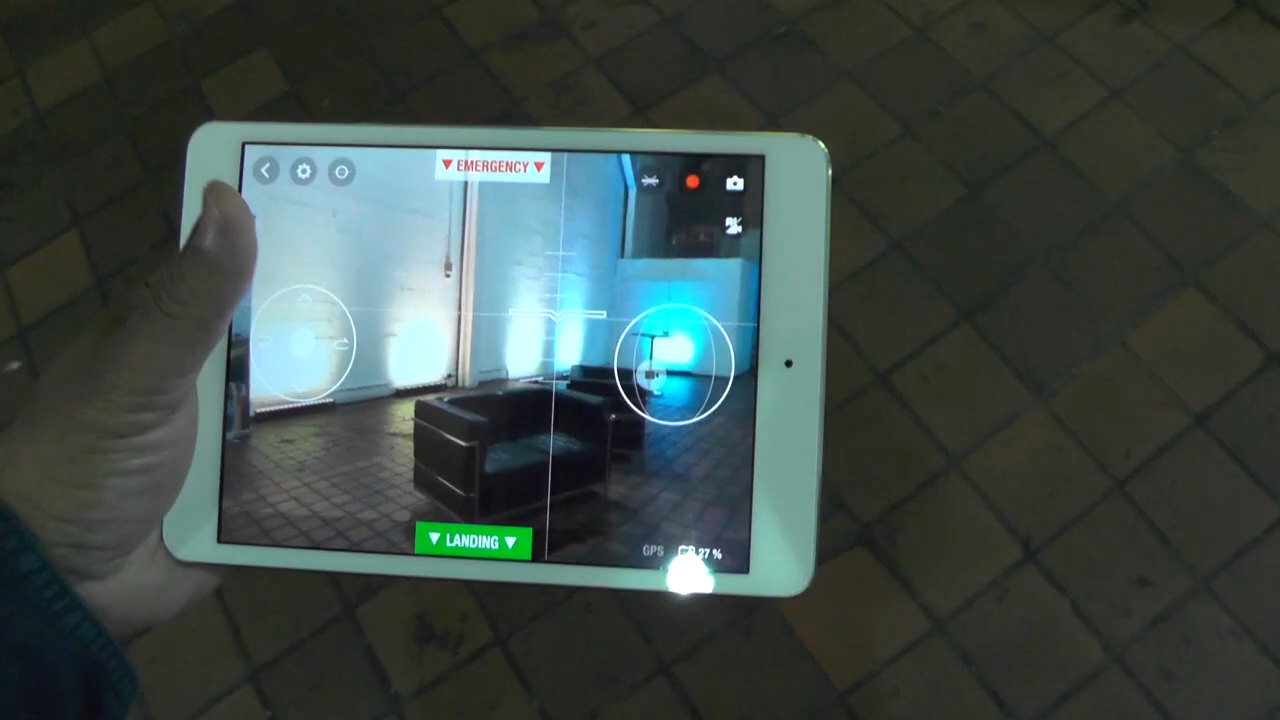 ▼ EMERGENCY ▼
▼ LANDING ▼
GPS 27 %